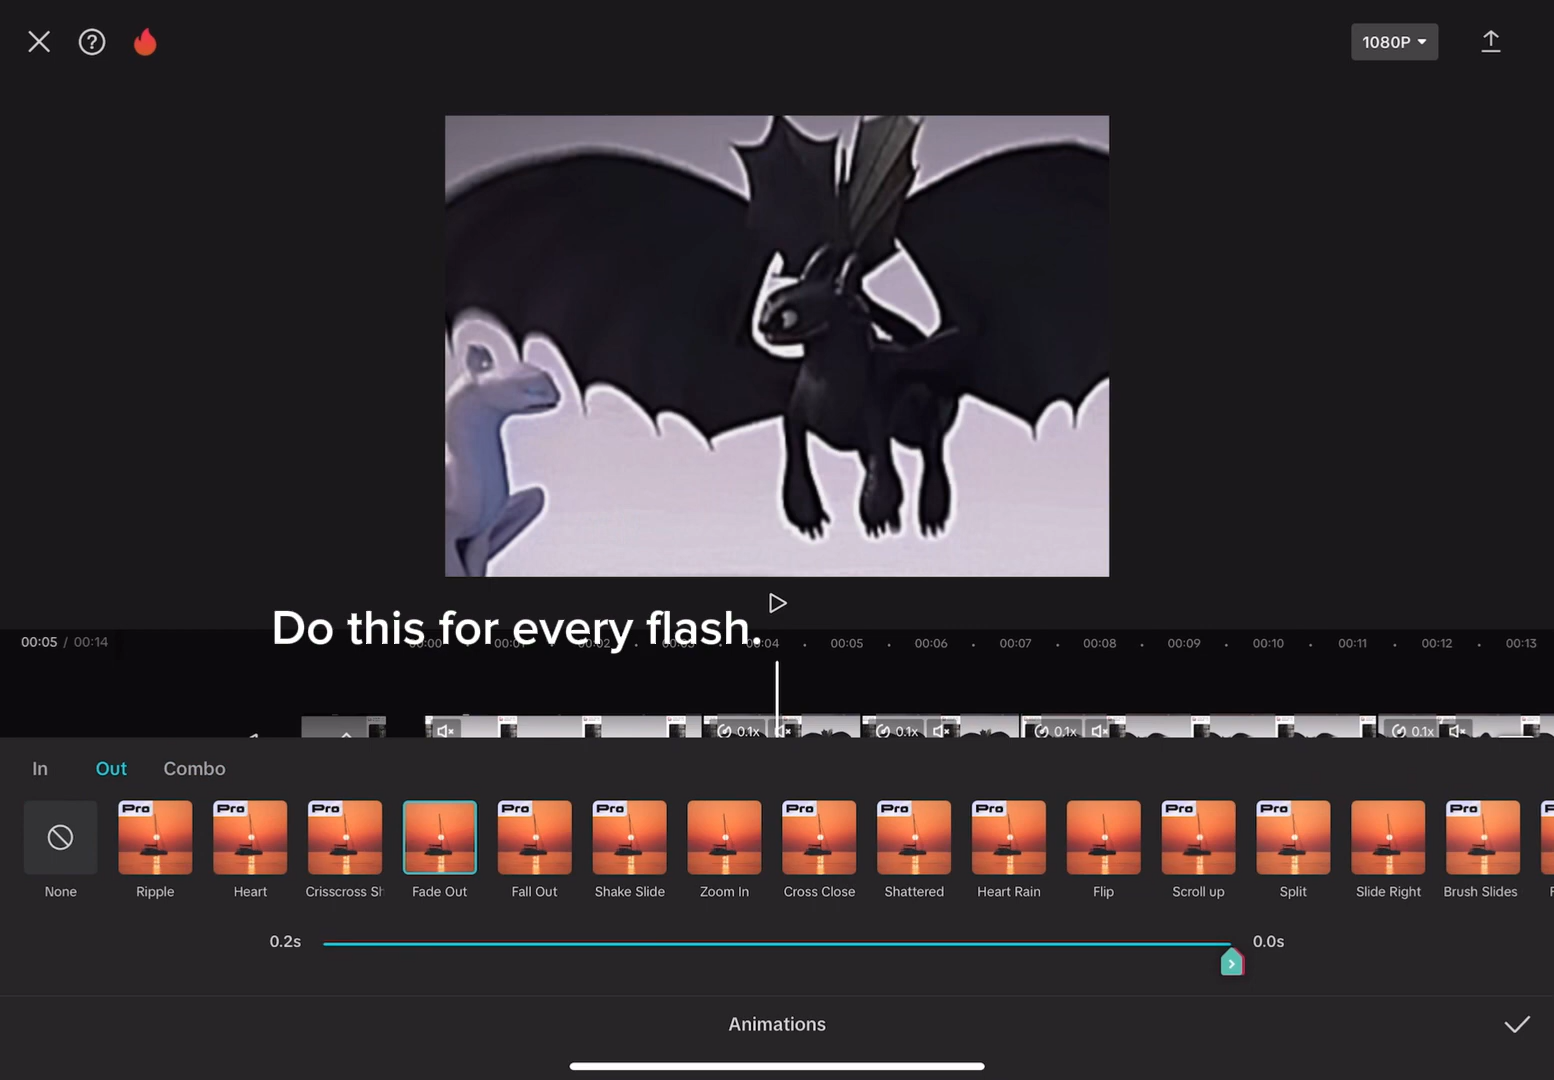 1080P
Do this for every flash.
00:05 / 00:14
00:00 00:01 00:02 00:03 00:04 00:05 00:06 00:07 00:08 00:09 00:10 00:11 00:12 00:13
0.1x 0.1x 0.1x 0.1x
In Out Combo
Pro Pro Pro Pro Pro Pro Pro Pro Pro Pro Pro
None Ripple Heart Crisscross Sh Fade Out Fall Out Shake Slide Zoom In Cross Close Shattered Heart Rain Flip Scroll up Split Slide Right Brush Slides
0.2s 0.0s
Animations